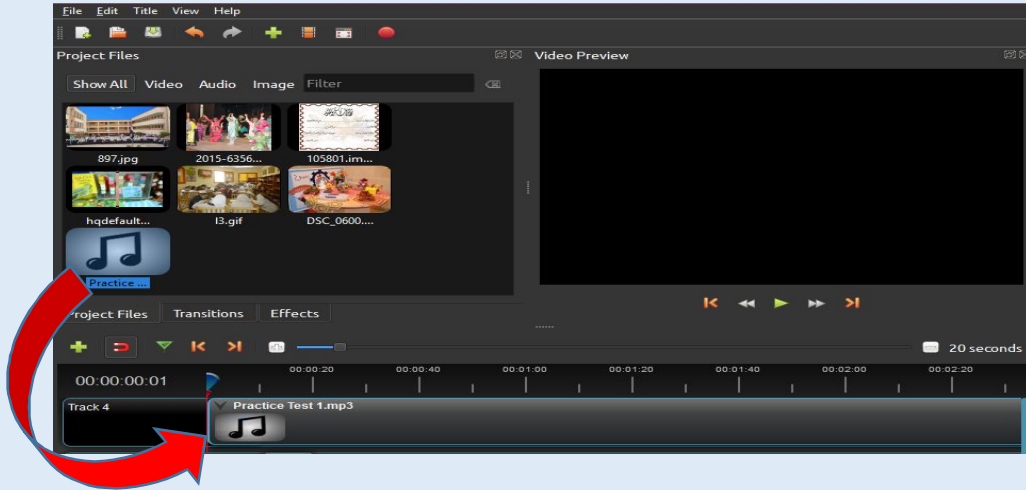 File Edit Title View Help
Project Files
Video Preview
Show All Video Audio Image Filter
897.jpg 2015-6356... 105801.im...
hqdefault... l3.gif DSC_0600....
Practice ...
Project Files Transitions Effects
20 seconds
00:00:00:01
00:00:20 00:00:40 00:01:00 00:01:20 00:01:40 00:02:00 00:02:20
Track 4
Practice Test 1.mp3